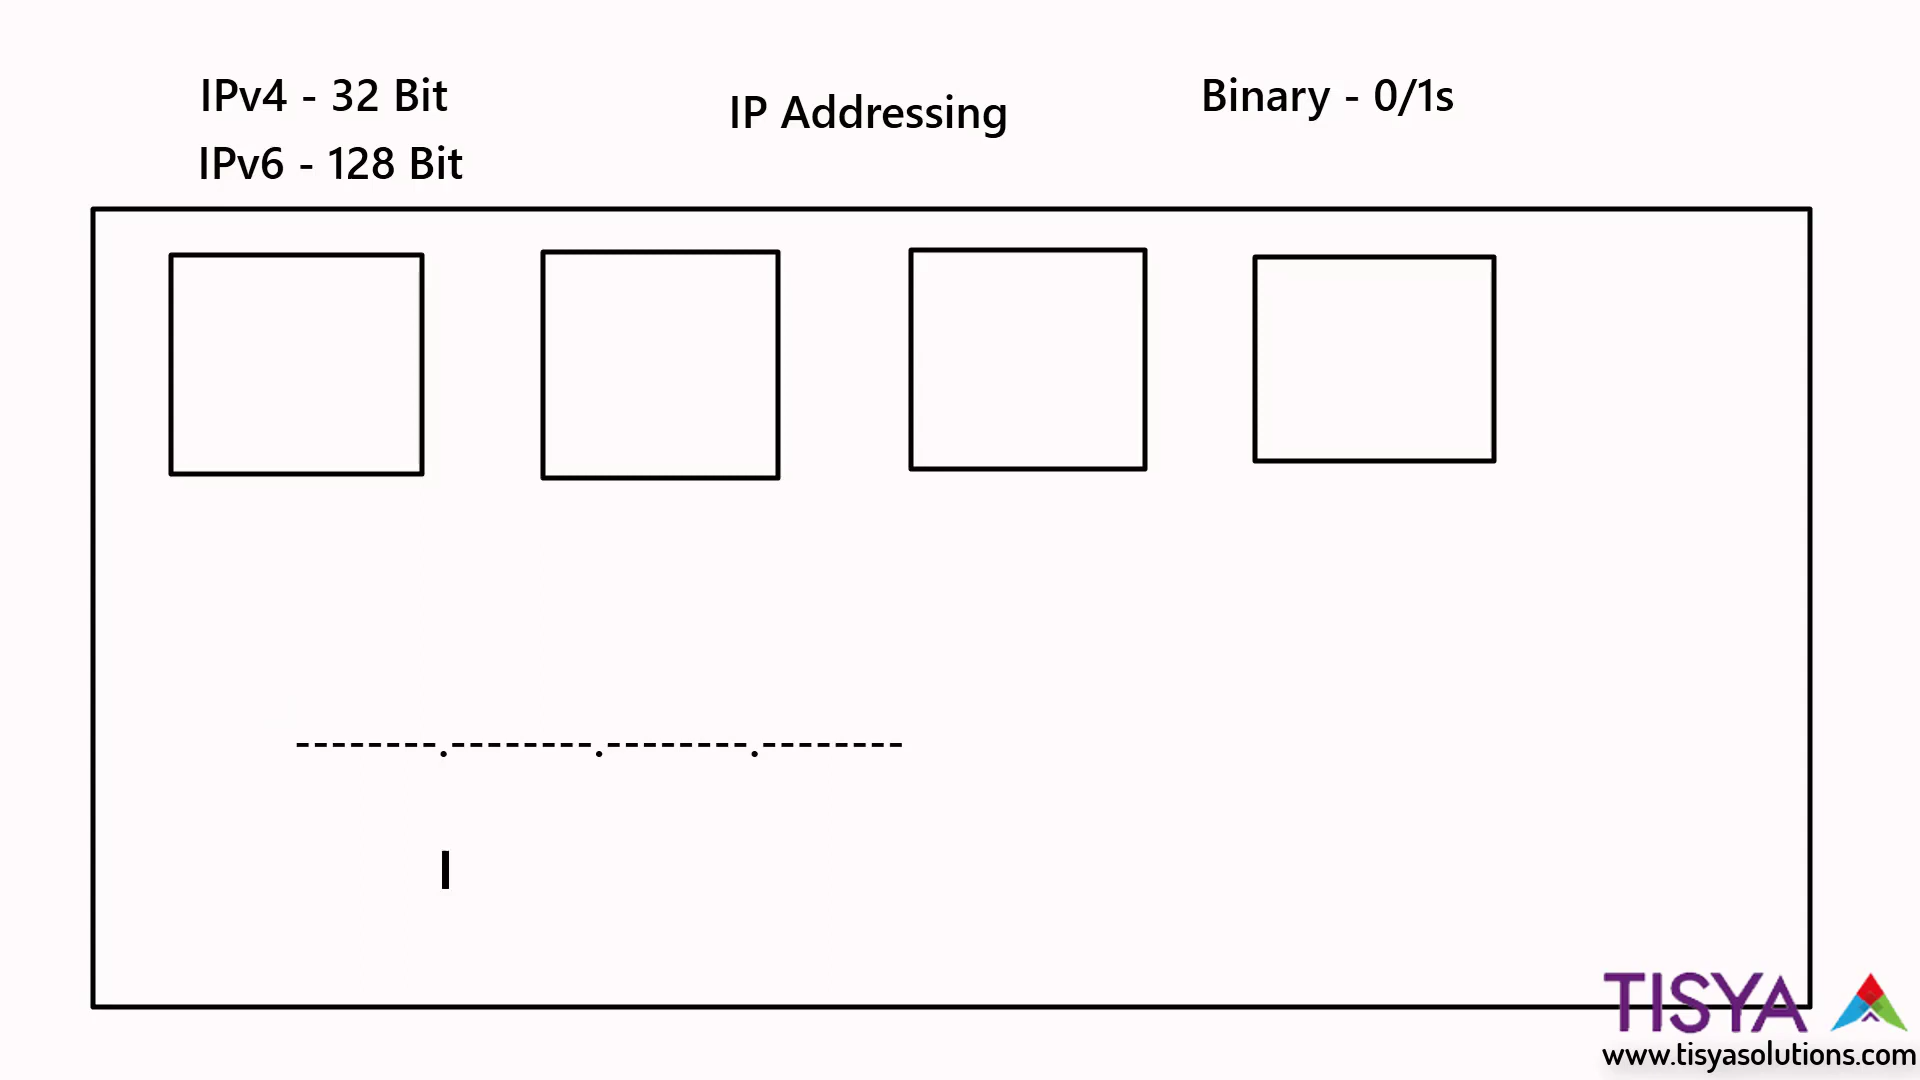 IPv4 - 32 Bit
IP Addressing
Binary - 0/1s
IPv6 - 128 Bit
--------.--------.--------.--------
TISYA
www.tisyasolutions.com